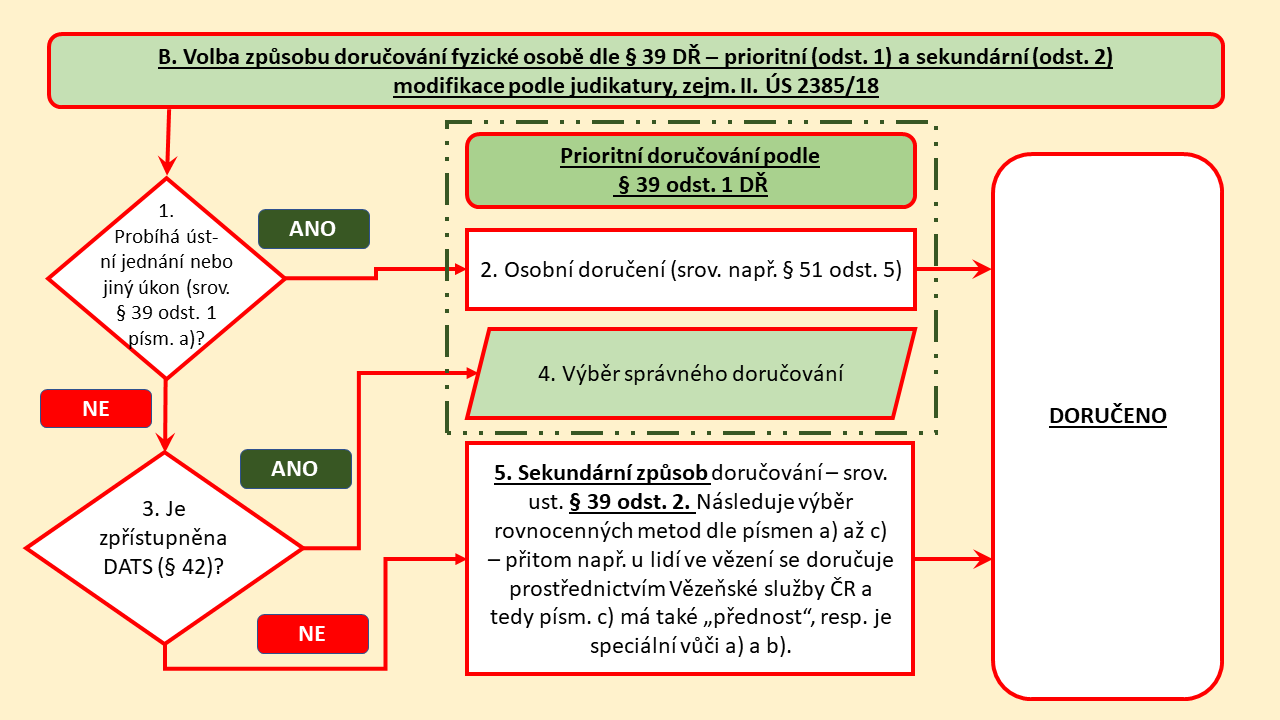 B. Volba způsobu doručování fyzické osobě dle § 39 DŘ – prioritní (odst. 1) a sekundární (odst. 2)
modifikace podle judikatury, zejm. II. ÚS 2385/18
Prioritní doručování podle
§ 39 odst. 1 DŘ
1.
Probíhá úst-
ní jednání nebo
jiný úkon (srov.
§ 39 odst. 1
písm. a)?
ANO
2. Osobní doručení (srov. např. § 51 odst. 5)
4. Výběr správného doručování
NE
DORUČENO
ANO
3. Je
zpřístupněna
DATS (§ 42)?
5. Sekundární způsob doručování – srov.
ust. § 39 odst. 2. Následuje výběr
rovnocenných metod dle písmen a) až c)
– přitom např. u lidí ve vězení se doručuje
prostřednictvím Vězeňské služby ČR a
tedy písm. c) má také „přednost“, resp. je
speciální vůči a) a b).
NE